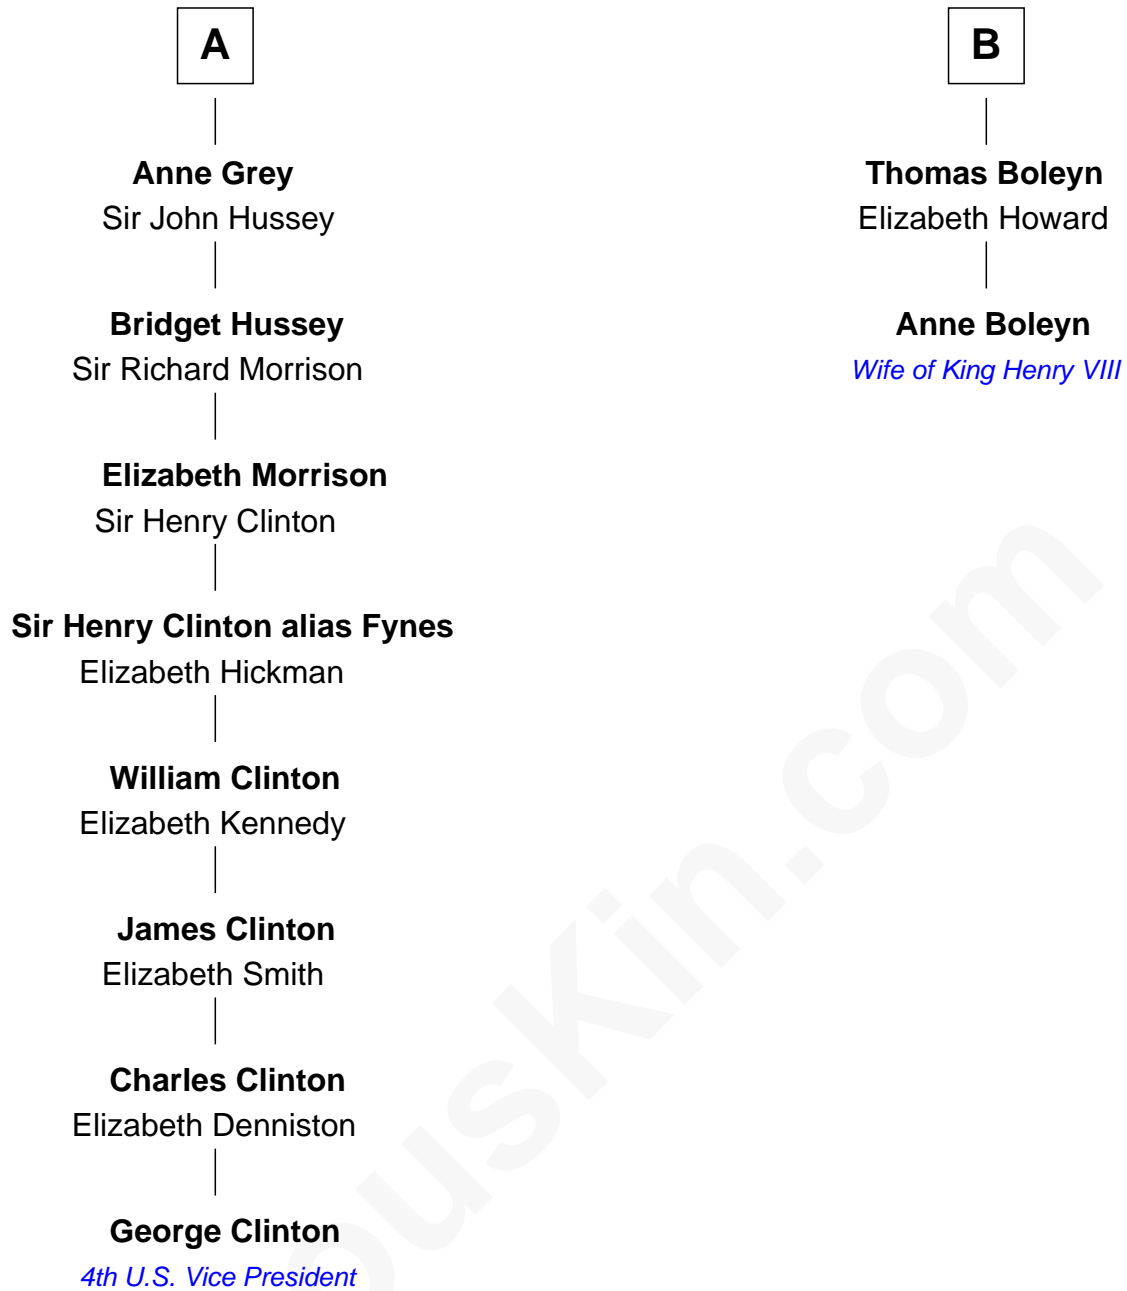 A
Anne Grey
Sir John Hussey
Bridget Hussey
Sir Richard Morrison
Elizabeth Morrison
Sir Henry Clinton
Sir Henry Clinton alias Fynes
Elizabeth Hickman
William Clinton
Elizabeth Kennedy
James Clinton
Elizabeth Smith
Charles Clinton
Elizabeth Denniston
George Clinton
4th U.S. Vice President
B
Thomas Boleyn
Elizabeth Howard
Anne Boleyn
Wife of King Henry VIII
ouskin.com